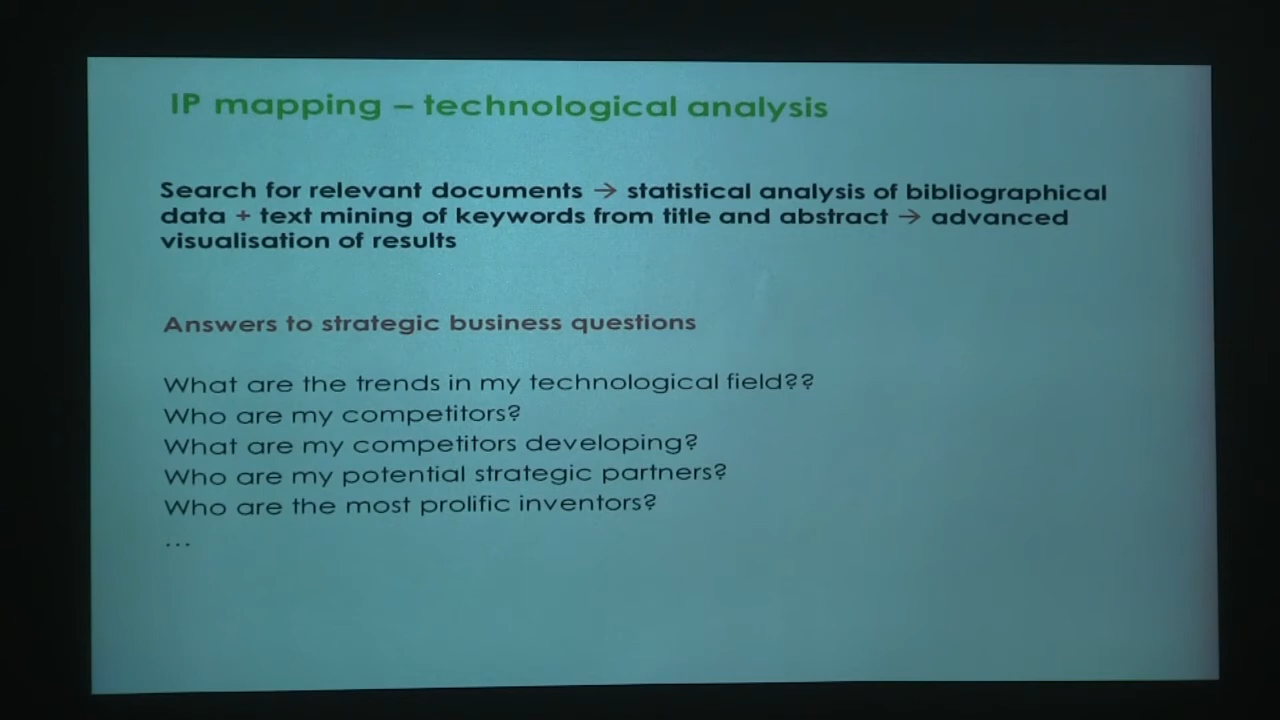 IP mapping – technological analysis
Search for relevant documents → statistical analysis of bibliographical
data + text mining of keywords from title and abstract → advanced
visualisation of results
Answers to strategic business questions
What are the trends in my technological field??
Who are my competitors?
What are my competitors developing?
Who are my potential strategic partners?
Who are the most prolific inventors?
...